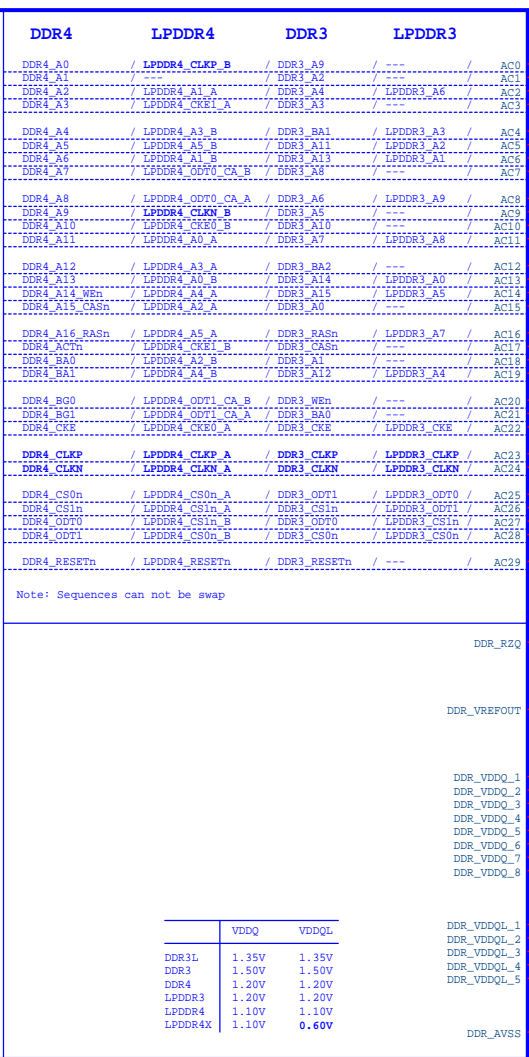 DDR4 LPDDR4 DDR3 LPDDR3
DDR4_A0 / LPDDR4_CLKP_B / DDR3_A9 / --- / AC0
DDR4_A1 / --- / DDR3_A2 / --- / AC1
DDR4_A2 / LPDDR4_A1_A / DDR3_A4 / LPDDR3_A6 / AC2
DDR4_A3 / LPDDR4_CKE1_A / DDR3_A3 / --- / AC3
DDR4_A4 / LPDDR4_A3_B / DDR3_BA1 / LPDDR3_A3 / AC4
DDR4_A5 / LPDDR4_A5_B / DDR3_A11 / LPDDR3_A2 / AC5
DDR4_A6 / LPDDR4_A1_B / DDR3_A13 / LPDDR3_A1 / AC6
DDR4_A7 / LPDDR4_ODT0_CA_B / DDR3_A8 / --- / AC7
DDR4_A8 / LPDDR4_ODT0_CA_A / DDR3_A6 / LPDDR3_A9 / AC8
DDR4_A9 / LPDDR4_CLKN_B / DDR3_A5 / --- / AC9
DDR4_A10 / LPDDR4_CKE0_B / DDR3_A10 / --- / AC10
DDR4_A11 / LPDDR4_A0_A / DDR3_A7 / LPDDR3_A8 / AC11
DDR4_A12 / LPDDR4_A3_A / DDR3_BA2 / --- / AC12
DDR4_A13 / LPDDR4_A0_B / DDR3_A14 / LPDDR3_A0 / AC13
DDR4_A14_WEn / LPDDR4_A4_A / DDR3_A15 / LPDDR3_A5 / AC14
DDR4_A15_CASn / LPDDR4_A2_A / DDR3_A0 / --- / AC15
DDR4_A16_RASn / LPDDR4_A5_A / DDR3_RASn / LPDDR3_A7 / AC16
DDR4_ACTn / LPDDR4_CKE1_B / DDR3_CASn / --- / AC17
DDR4_BA0 / LPDDR4_A2_B / DDR3_A1 / --- / AC18
DDR4_BA1 / LPDDR4_A4_B / DDR3_A12 / LPDDR3_A4 / AC19
DDR4_BG0 / LPDDR4_ODT1_CA_B / DDR3_WEn / --- / AC20
DDR4_BG1 / LPDDR4_ODT1_CA_A / DDR3_BA0 / --- / AC21
DDR4_CKE / LPDDR4_CKE0_A / DDR3_CKE / LPDDR3_CKE / AC22
DDR4_CLKP / LPDDR4_CLKP_A / DDR3_CLKP / LPDDR3_CLKP / AC23
DDR4_CLKN / LPDDR4_CLKN_A / DDR3_CLKN / LPDDR3_CLKN / AC24
DDR4_CS0n / LPDDR4_CS0n_A / DDR3_ODT1 / LPDDR3_ODT0 / AC25
DDR4_CS1n / LPDDR4_CS1n_A / DDR3_CS1n / LPDDR3_ODT1 / AC26
DDR4_ODT0 / LPDDR4_CS1n_B / DDR3_ODT0 / LPDDR3_CS1n / AC27
DDR4_ODT1 / LPDDR4_CS0n_B / DDR3_CS0n / LPDDR3_CS0n / AC28
DDR4_RESETn / LPDDR4_RESETn / DDR3_RESETn / --- / AC29
Note: Sequences can not be swap
DDR_RZQ
DDR_VREFOUT
DDR_VDDQ_1
DDR_VDDQ_2
DDR_VDDQ_3
DDR_VDDQ_4
DDR_VDDQ_5
DDR_VDDQ_6
DDR_VDDQ_7
DDR_VDDQ_8
DDR_VDDQL_1
DDR_VDDQL_2
DDR_VDDQL_3
DDR_VDDQL_4
DDR_VDDQL_5
VDDQ VDDQL
DDR3L 1.35V 1.35V
DDR3 1.50V 1.50V
DDR4 1.20V 1.20V
LPDDR3 1.20V 1.20V
LPDDR4 1.10V 1.10V
LPDDR4X 1.10V 0.60V
DDR_AVSS